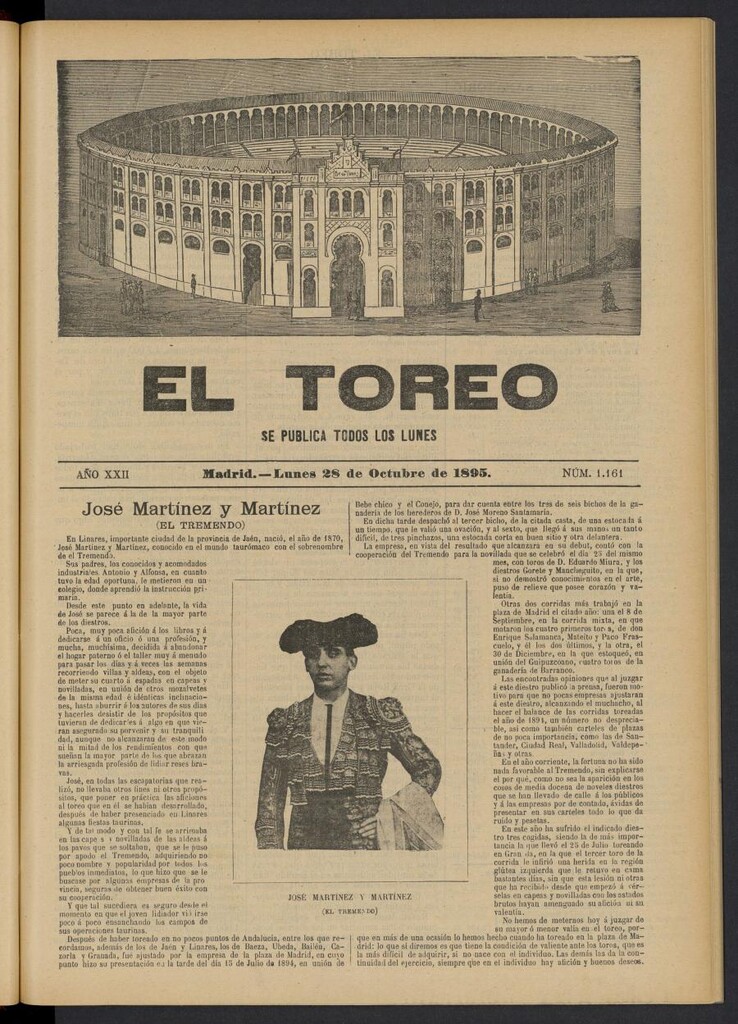 EL TOREO
SE PUBLICA TODOS LOS LUNES
AÑO XXII
Madrid.—Lunes 28 de Octubre de 1895.
NÚM. 1.161
José Martínez y Martínez
(EL TREMENDO)
En Linares, importante ciudad de la provincia de Jaén, nació, el año de 1870,
José Martínez y Martínez, conocido en el mundo taurómaco con el sobrenombre
de el Tremendo.
Sus padres, los conocidos y acomodados
industriales Antonio y Alfonsa, en cuanto
tuvo la edad oportuna, le metieron en un
colegio, donde aprendió la instrucción pri-
maria.
Desde este punto en adelante, la vida
de José se parece á la de la mayor parte
de los diestros.
Poca, muy poca afición á los libros y á
dedicarse á un oficio ó una profesión, y
mucha, muchísima, decidida á abandonar
el hogar paterno ó el taller muy á menudo
para pasar los días y á veces las semanas
recorriendo villas y aldeas, con el objeto
de meter su cuarto á espadas en capeas y
novilladas, en unión de otros mozalvetes
de la misma edad é idénticas inclinacio-
nes, hasta aburrir á los autores de sus días
y hacerles desistir de los propósitos que
tuvieran de dedicarles á algo en que vie-
ran asegurado su porvenir y su tranquili-
dad, aunque no alcanzaran de este modo
ni la mitad de los rendimientos con que
sueñan la mayor parte de los que abrazan
la arriesgada profesión de lidiar reses bra-
vas.
José, en todas las escapatorias que rea-
lizó, no llevaba otros fines ni otros propó-
sitos, que poner en práctica las aficiones
al toreo que en él se habían desarrollado,
después de haber presenciado en Linares
algunas fiestas taurinas.
Y de tal modo y con tal fe se arriesgaba
en las capeas y novilladas de las aldeas á
los pavos que se soltaban, que se le puso
por apodo el Tremendo, adquiriendo no
poco nombre y popularidad por todos los
pueblos inmediatos, lo que hizo que se le
buscase por algunas empresas de la pro-
vincia, seguras de obtener buen éxito con
su cooperación.
Y que tal sucediera es seguro desde el
momento en que el joven lidiador vió irse
poco á poco ensanchando los campos de
sus operaciones taurinas.
Después de haber toreado en no pocos puntos de Andalucía, entre los que re-
cordamos, además de los de Jaén y Linares, los de Baeza, Ubeda, Bailén, Ca-
zorla y Granada, fué ajustado por la empresa de la plaza de Madrid, en cuyo
punto hizo su presentación en la tarde del día 15 de Julio de 1894, en unión de
JOSÉ MARTÍNEZ Y MARTÍNEZ
(EL TREMENDO)
Bebe chico y el Conejo, para dar cuenta entre los tres de seis bichos de la ga-
nadería de los herederos de D. José Moreno Santamaría.
En dicha tarde despachó al tercer bicho, de la citada casta, de una estocada á
un tiempo, que le valió una ovación, y al sexto, que llegó á sus manos un tanto
difícil, de tres pinchazos, una estocada corta en buen sitio y otra delantera.
La empresa, en vista del resultado que alcanzara en su debut, contó con la
cooperación del Tremendo para la novillada que se celebró el día 25 del mismo
mes, con toros de D. Eduardo Miura, y los
diestros Gorete y Mancheguito, en la que,
si no demostró conocimientos en el arte,
puso de relieve que posee corazón y va-
lentía.
Otras dos corridas más trabajó en la
plaza de Madrid el citado año: una el 8 de
Septiembre, en la corrida mixta, en que
mataron los cuatro primeros toros, de don
Enrique Salamanca, Mateito y Paco Fras-
cuelo, y él los dos últimos, y la otra, el
30 de Diciembre, en la que estoqueó, en
unión del Guipuzcoano, cuatro toros de la
ganadería de Barranco.
Las encontradas opiniones que al juzgar
á este diestro publicó la prensa, fueron mo-
tivo para que no pocas empresas ajustaran
á este diestro, alcanzando el muchacho, al
hacer el balance de las corridas toreadas
el año de 1894, un número no desprecia-
ble, así como también carteles de plazas
de no poca importancia, como las de San-
tander, Ciudad Real, Valladolid, Valdepe-
ñas y otras.
En el año corriente, la fortuna no ha sido
nada favorable al Tremendo, sin explicarse
el por qué, como no sea la aparición en los
cosos de media docena de noveles diestros
que se han llevado de calle á los públicos
y á las empresas por de contado, ávidas de
presentar en sus carteles todo lo que da
ruido y pesetas.
En este año ha sufrido el indicado dies-
tro tres cogidas, siendo la de más impor-
tancia la que llevó el 25 de Julio toreando
en Granada, en la que el tercer toro de la
corrida le infirió una herida en la región
glútea izquierda que le retuvo en cama
bastantes días, sin que esta lesión ni otras
que ha recibido desde que empezó á vér-
selas en capeas y novilladas con los astados
brutos hayan amenguado su afición ni su
valentía.
No hemos de meternos hoy á juzgar de
su mayor ó menor valía en el toreo, por-
que en más de una ocasión lo hemos hecho cuando ha toreado en la plaza de Ma-
drid: lo que sí diremos es que tiene la condición de valiente ante los toros, que es
la más difícil de adquirir, si no nace con el individuo. Las demás las da la con-
tinuidad del ejercicio, siempre que en el individuo hay afición y buenos deseos.